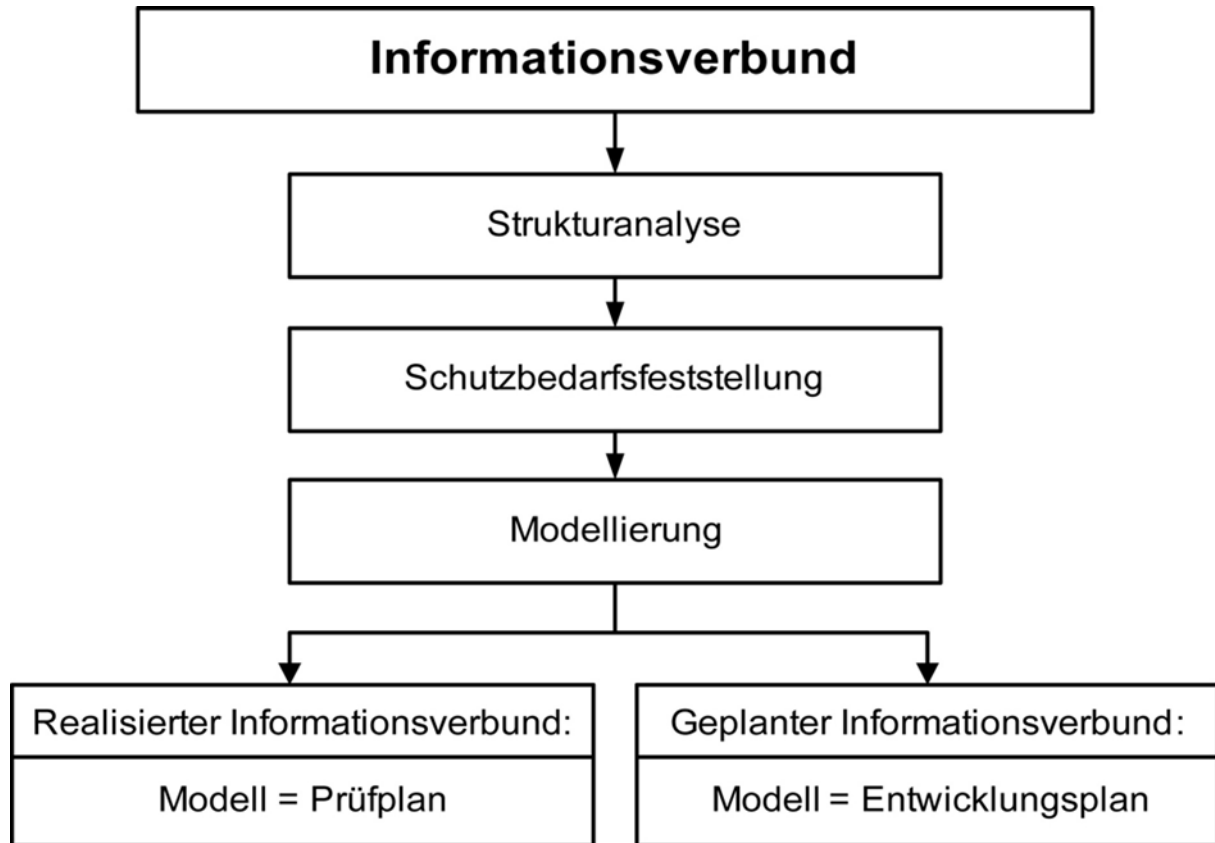 Informationsverbund
Strukturanalyse
Schutzbedarfsfeststellung
Modellierung
Realisierter Informationsverbund:
Modell = Prüfplan
Geplanter Informationsverbund:
Modell = Entwicklungsplan